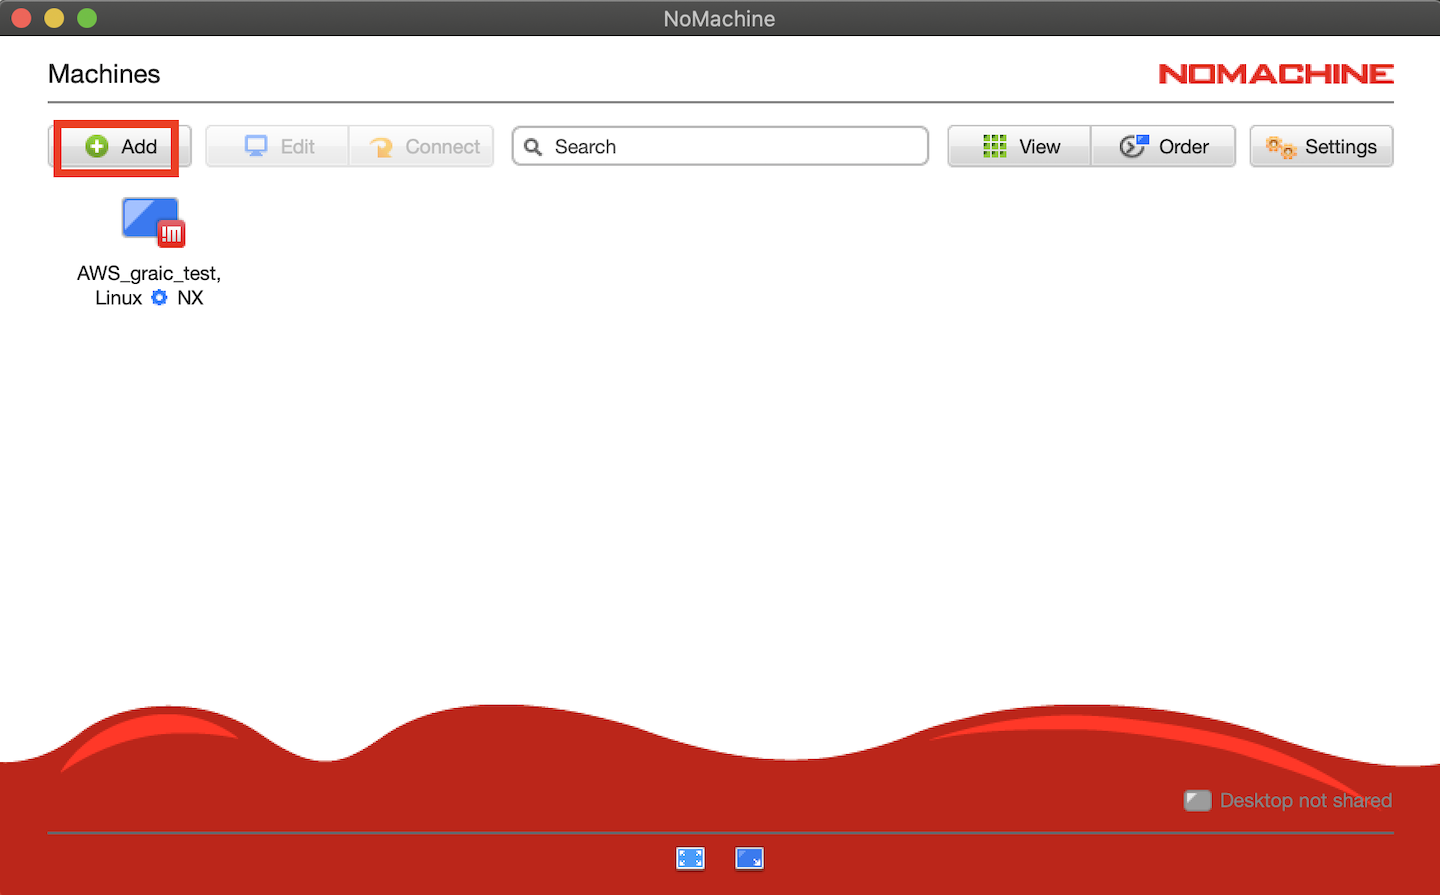 NoMachine
Machines
NOMACHINE
Add
Edit
Connect
Search
View
Order
Settings
!M
AWS_graic_test,
Linux NX
Desktop not shared